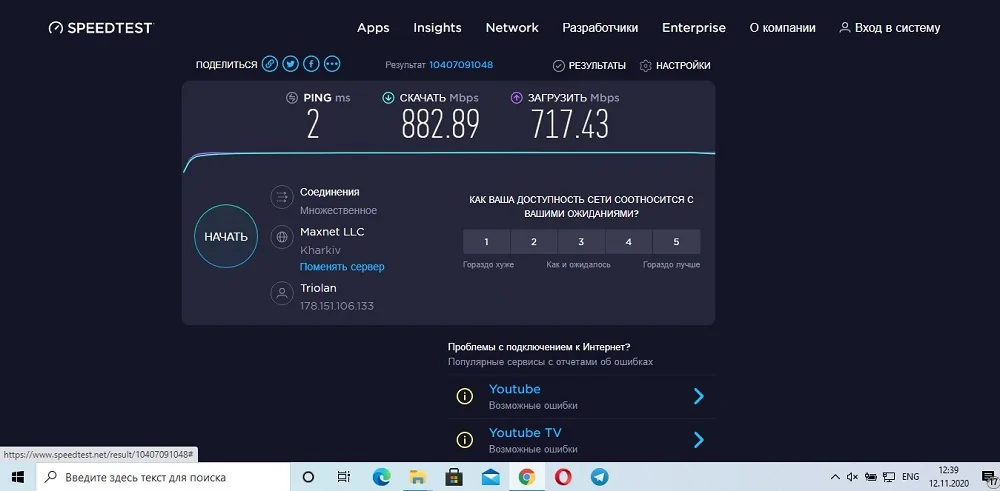 SPEEDTEST
Apps Insights Network Разработчики Enterprise О компании Вход в систему
ПОДЕЛИТЬСЯ Результат 10407091048 РЕЗУЛЬТАТЫ НАСТРОЙКИ
PING ms СКАЧАТЬ Mbps ЗАГРУЗИТЬ Mbps
2 882.89 717.43
НАЧАТЬ
Соединения
Множественное
Maxnet LLC
Kharkiv
Поменять сервер
Triolan
178.151.106.133
КАК ВАША ДОСТУПНОСТЬ СЕТИ СООТНОСИТСЯ С
ВАШИМИ ОЖИДАНИЯМИ?
1 2 3 4 5
Гораздо хуже Как и ожидалось Гораздо лучше
Проблемы с подключением к Интернет?
Популярные сервисы с отчетами об ошибках
Youtube
Возможные ошибки
Youtube TV
Возможные ошибки
https://www.speedtest.net/result/10407091048#
Введите здесь текст для поиска
ENG
12:39
12.11.2020
17